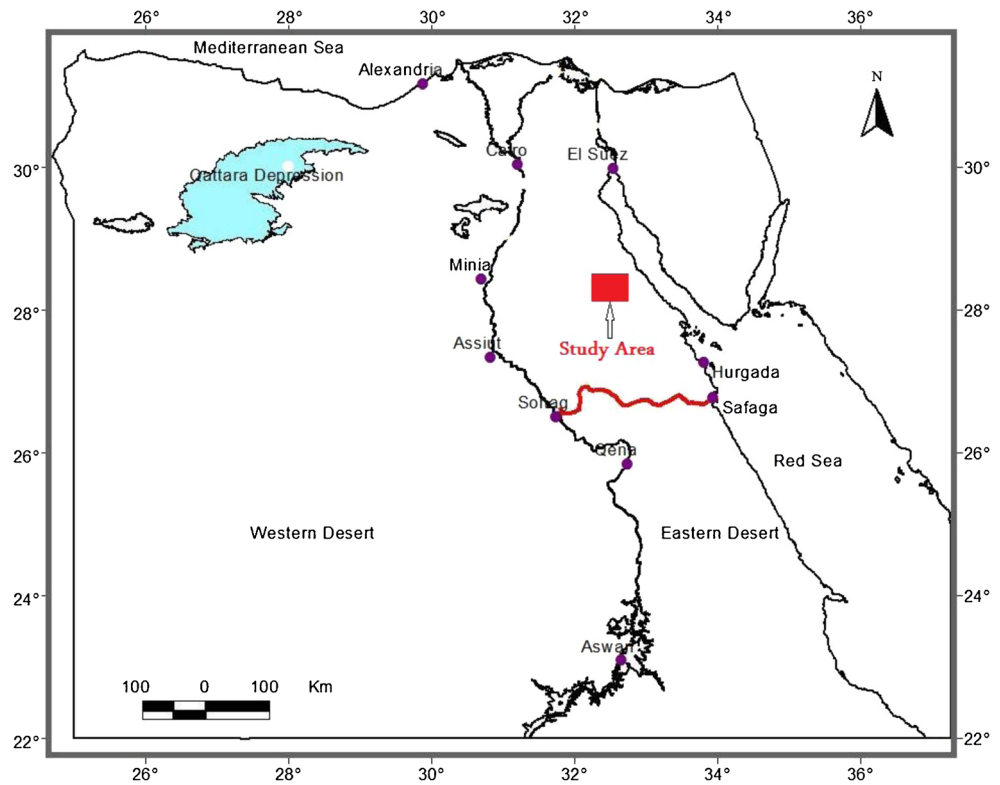 26° 28° 30° 32° 34° 36°
Mediterranean Sea
Alexandria
N
Cairo
El Suez
30° 30°
Qattara Depression
Minia
28° 28°
Assiut
Study Area
Hurgada
Sohag
Safaga
26° 26°
Qena
Red Sea
Western Desert
Eastern Desert
24° 24°
Aswan
100 0 100 Km
22° 22°
26° 28° 30° 32° 34° 36°